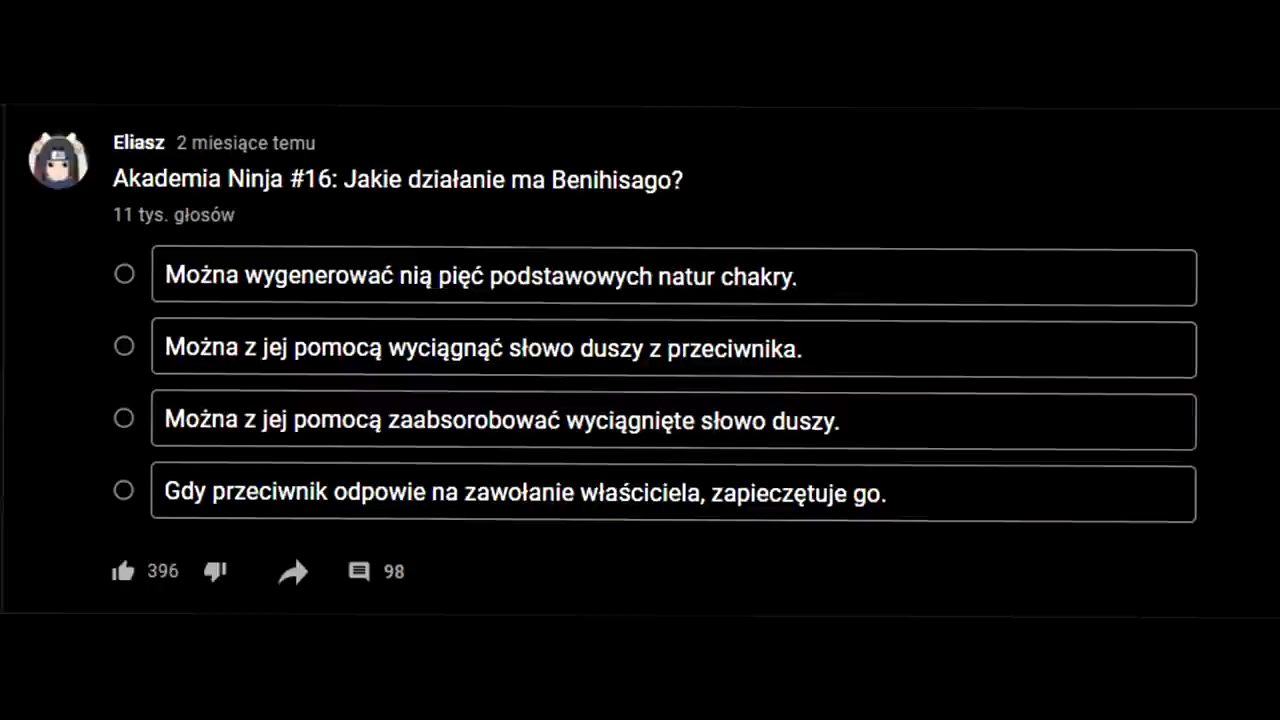 Eliasz 2 miesiące temu
Akademia Ninja #16: Jakie działanie ma Benihisago?
11 tys. głosów
Można wygenerować nią pięć podstawowych natur chakry.
Można z jej pomocą wyciągnąć słowo duszy z przeciwnika.
Można z jej pomocą zaabsorobować wyciągnięte słowo duszy.
Gdy przeciwnik odpowie na zawołanie właściciela, zapieczętuje go.
396 98